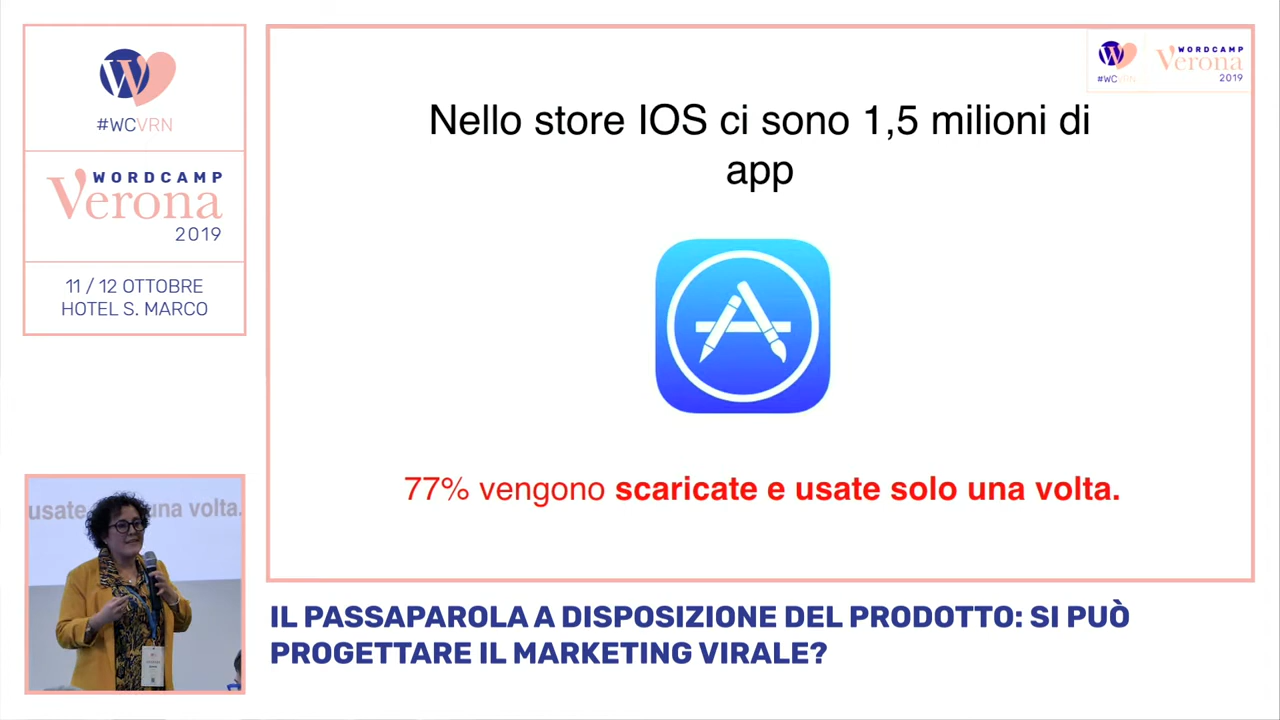 #WCVRN
WORDCAMP
Verona
2019
11 / 12 OTTOBRE
HOTEL S. MARCO
#WCVRN
WORDCAMP
Verona
2019
Nello store IOS ci sono 1,5 milioni di
app
77% vengono scaricate e usate solo una volta.
usate una volta.
IL PASSAPAROLA A DISPOSIZIONE DEL PRODOTTO: SI PUÒ
PROGETTARE IL MARKETING VIRALE?